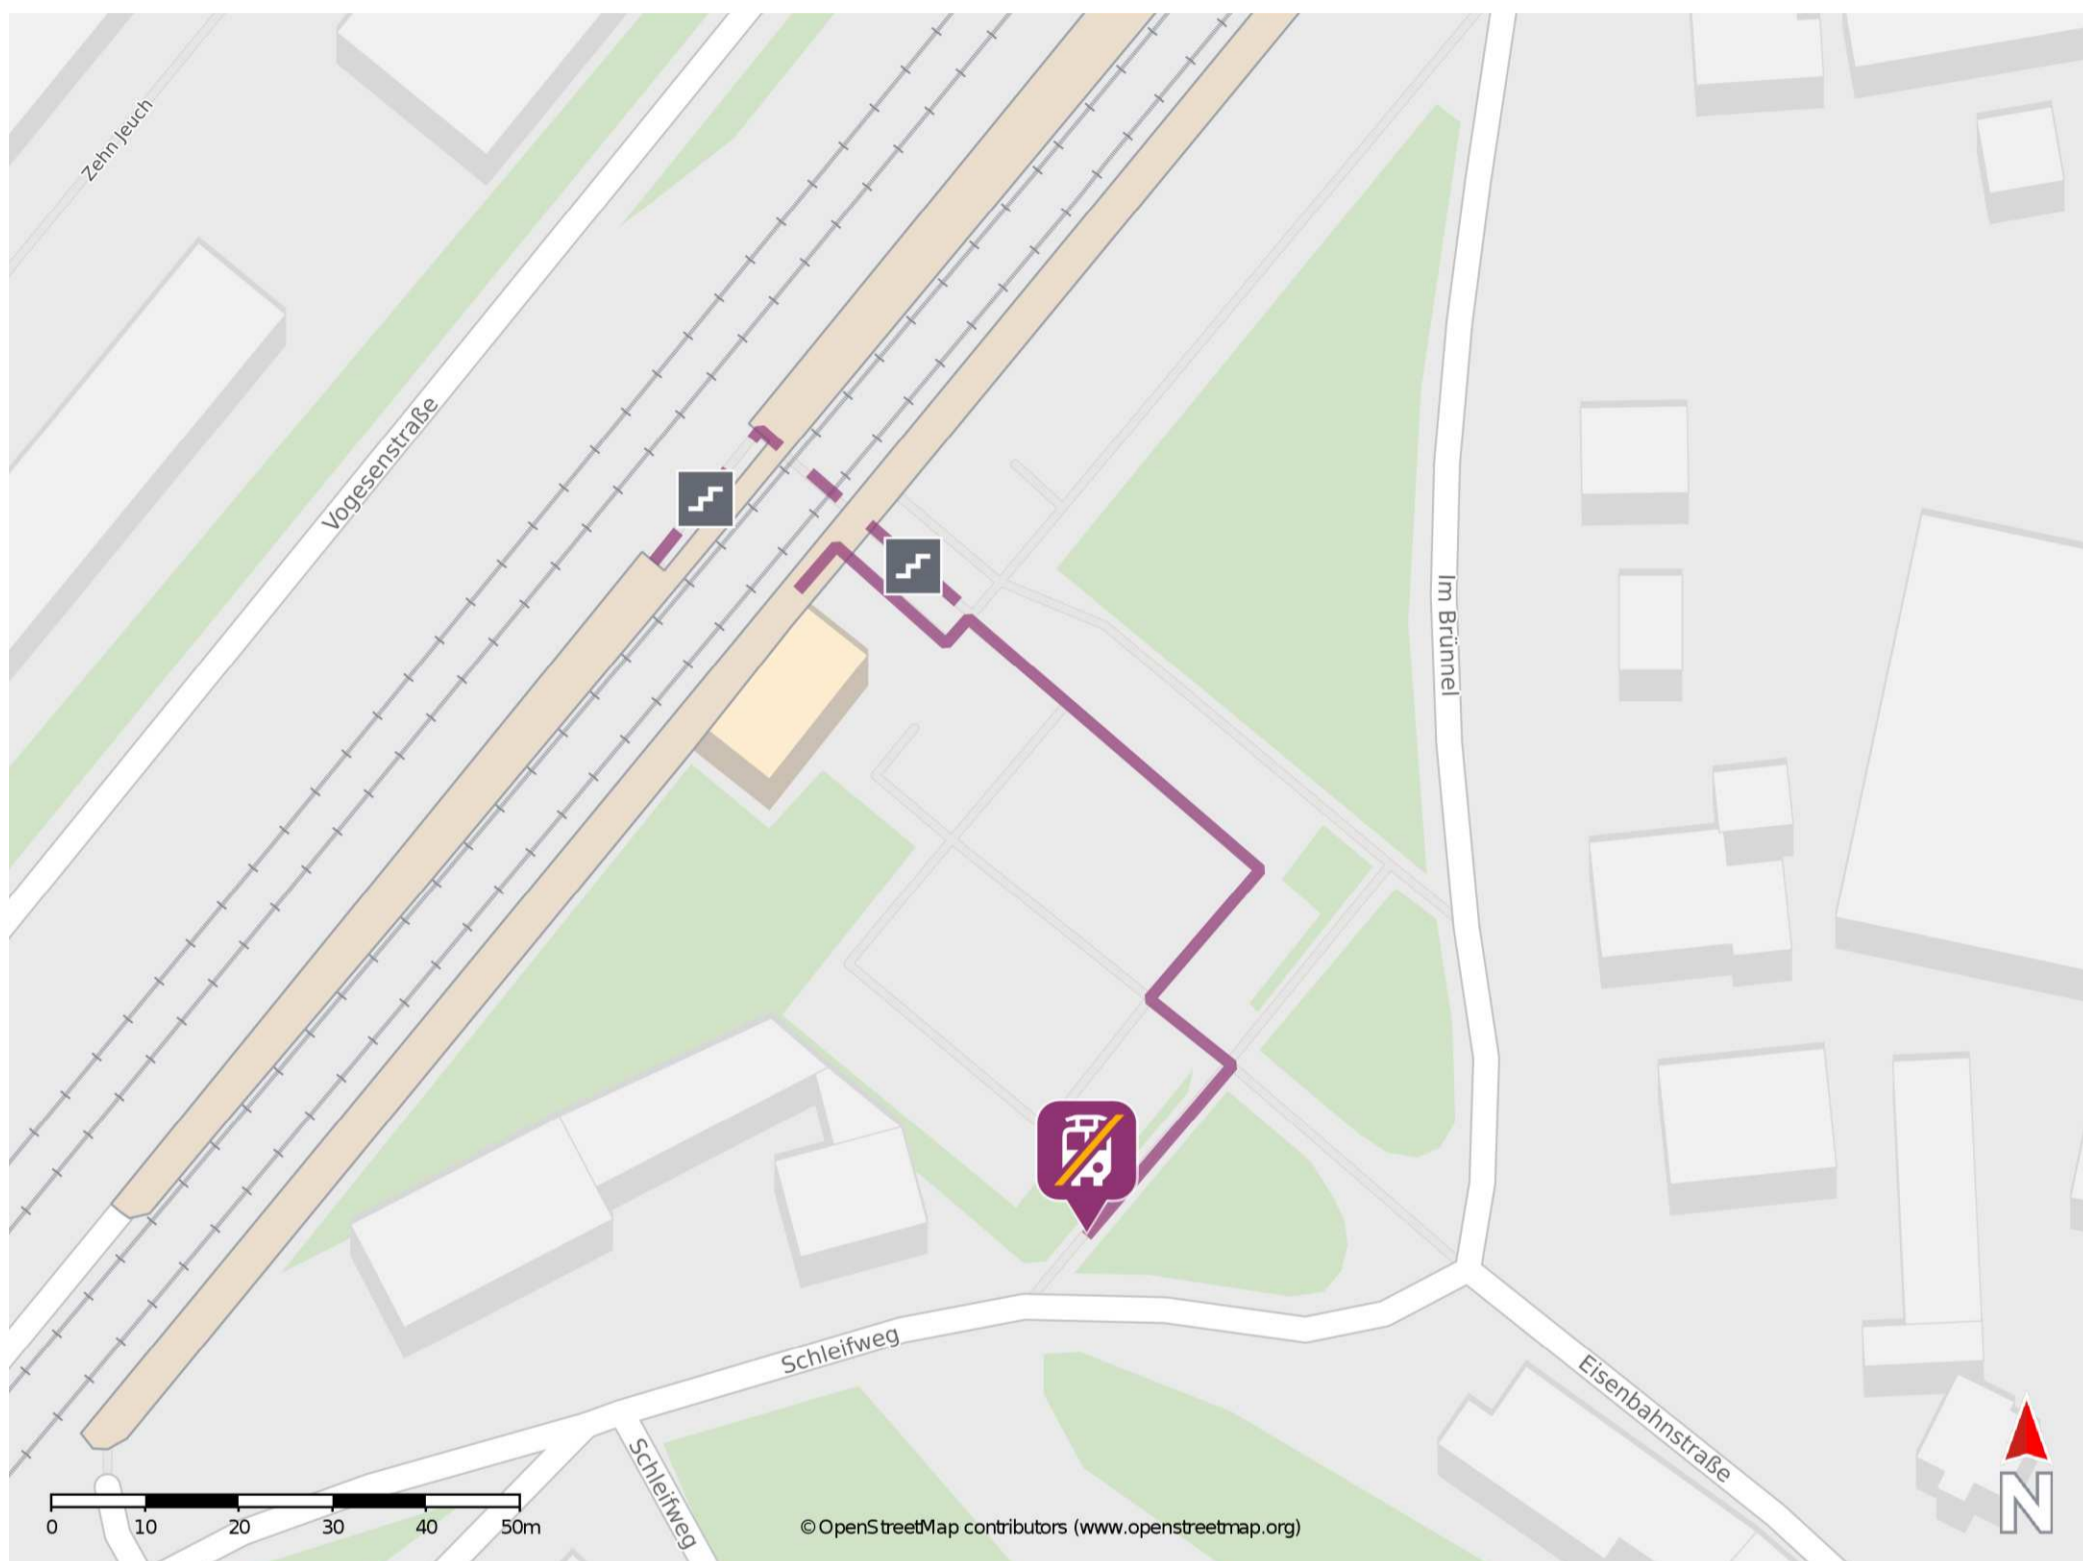 Zehn Jeuch
Vogesenstraße
Im Brünnel
Schleifweg
Eisenbahnstraße
Schleifweg
N
0 10 20 30 40 50m
© OpenStreetMap contributors (www.openstreetmap.org)